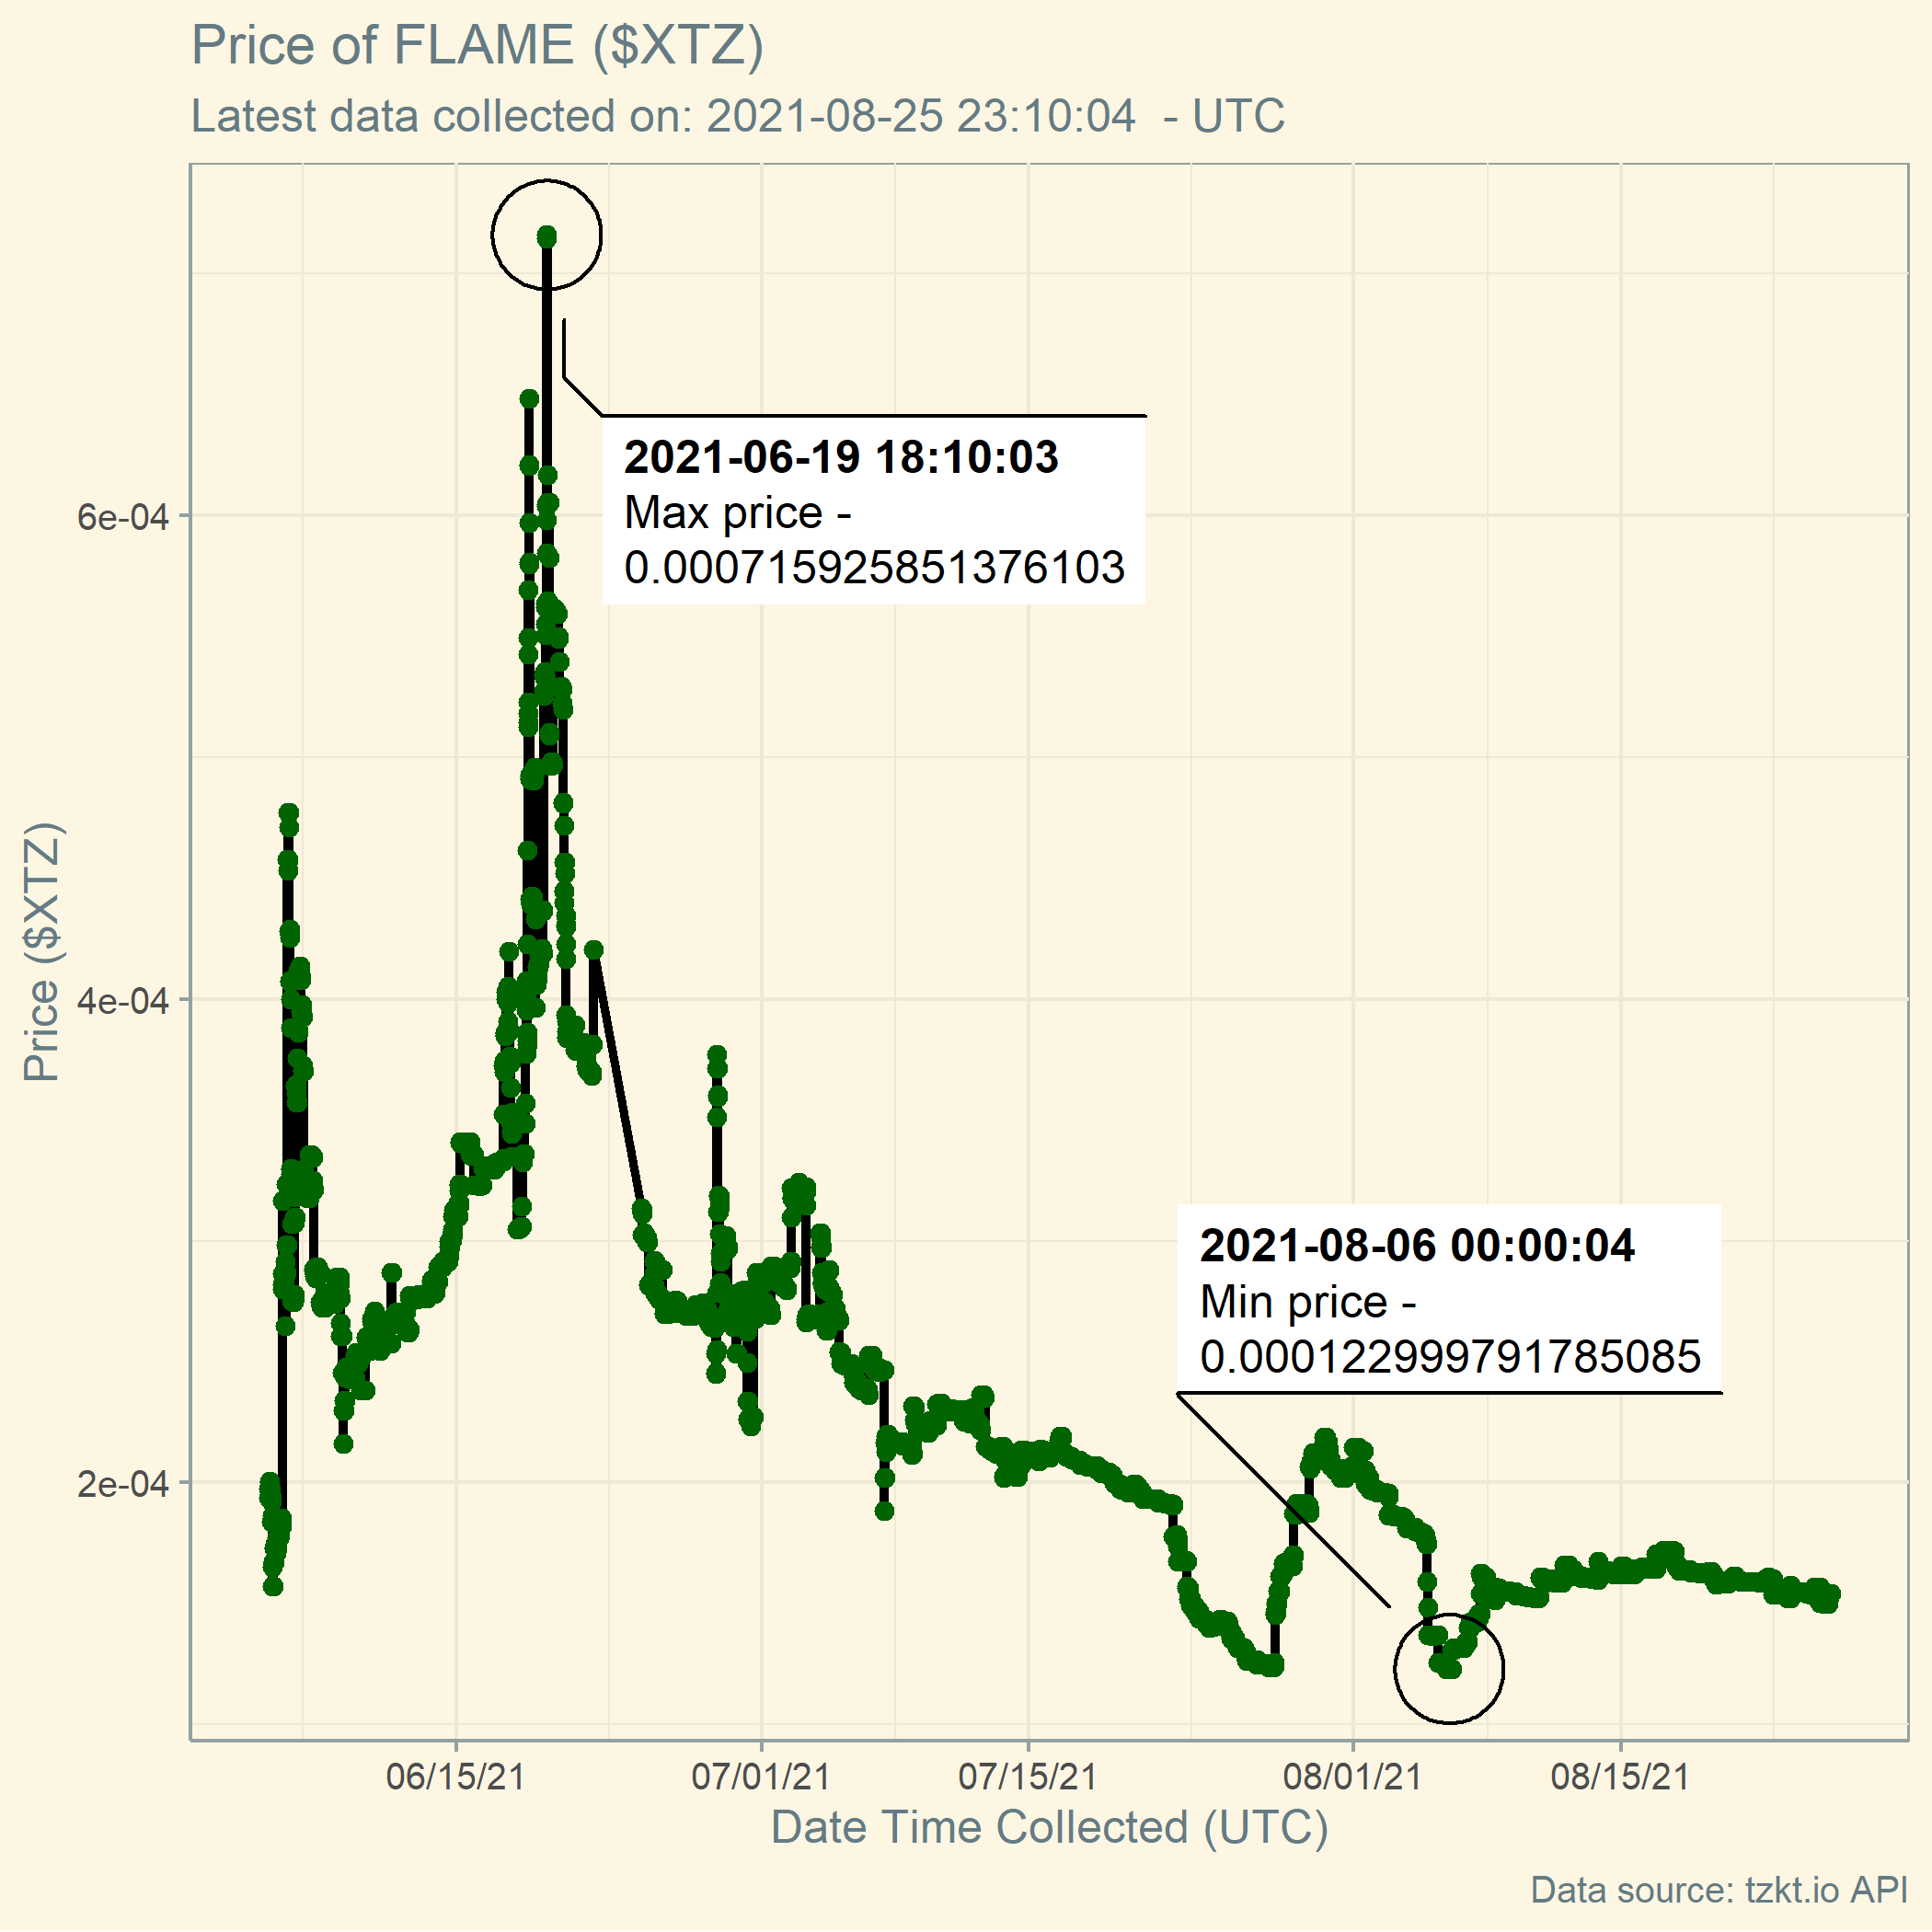 Price of FLAME ($XTZ)
Latest data collected on: 2021-08-25 23:10:04  - UTC
2021-06-19 18:10:03
Max price -
0.000715925851376103
6e-04
4e-04
2e-04
Price ($XTZ)
2021-08-06 00:00:04
Min price -
0.000122999791785085
06/15/21
07/01/21
07/15/21
08/01/21
08/15/21
Date Time Collected (UTC)
Data source: tzkt.io API